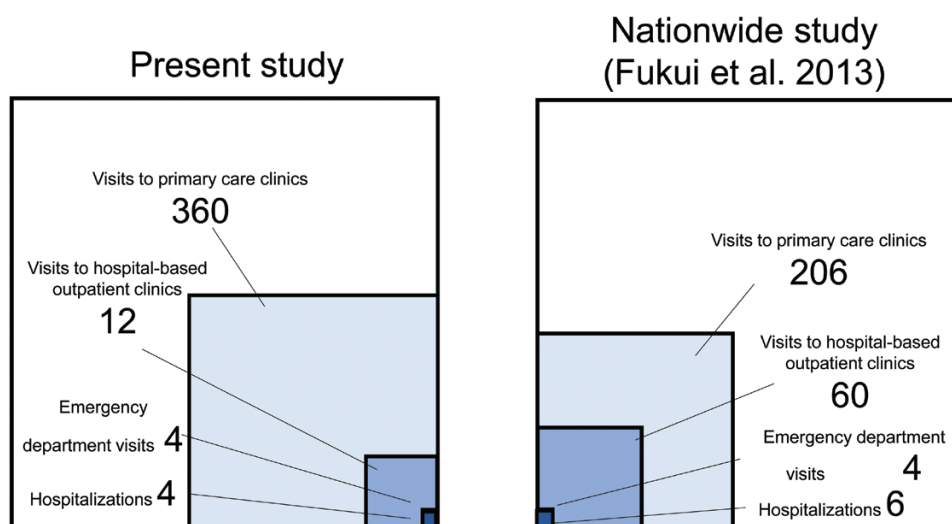 Present study
Visits to primary care clinics
360
Visits to hospital-based
outpatient clinics
12
Emergency
department visits 4
Hospitalizations 4
Nationwide study
(Fukui et al. 2013)
Visits to primary care clinics
206
Visits to hospital-based
outpatient clinics
60
Emergency department
visits 4
Hospitalizations 6